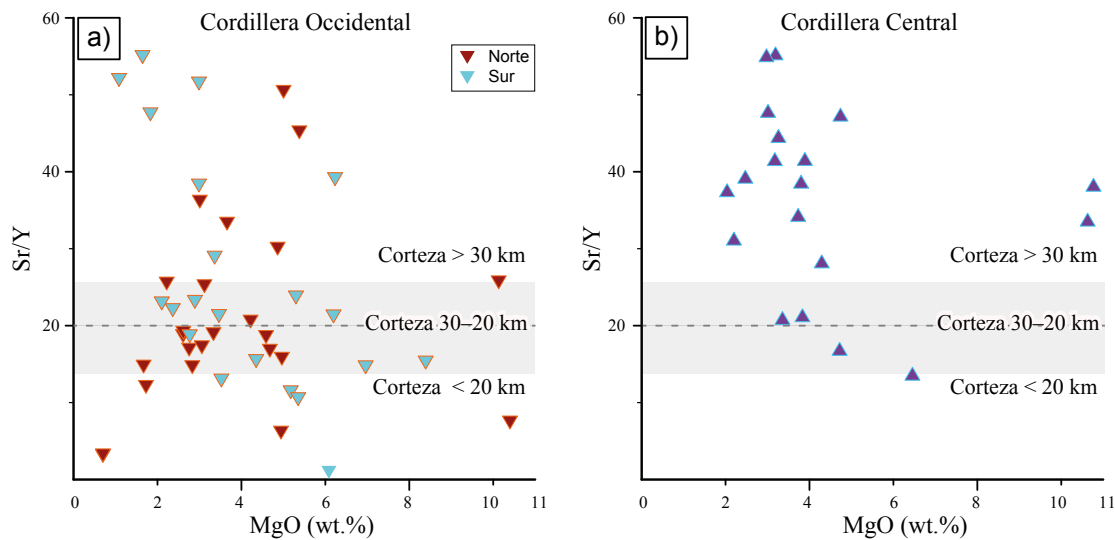 a)
Cordillera Occidental
Norte
Sur
60
40
20
Sr/Y
Corteza > 30 km
Corteza 30–20 km
Corteza < 20 km
0 2 4 6 8 10 11
MgO (wt.%)
b)
Cordillera Central
60
40
20
Sr/Y
Corteza > 30 km
Corteza 30–20 km
Corteza < 20 km
0 2 4 6 8 10 11
MgO (wt.%)